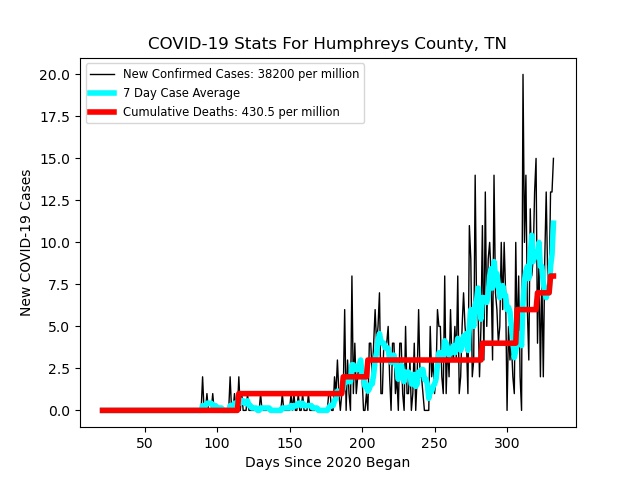 COVID-19 Stats For Humphreys County, TN
New Confirmed Cases: 38200 per million
7 Day Case Average
Cumulative Deaths: 430.5 per million
New COVID-19 Cases
20.0
17.5
15.0
12.5
10.0
7.5
5.0
2.5
0.0
50 100 150 200 250 300
Days Since 2020 Began